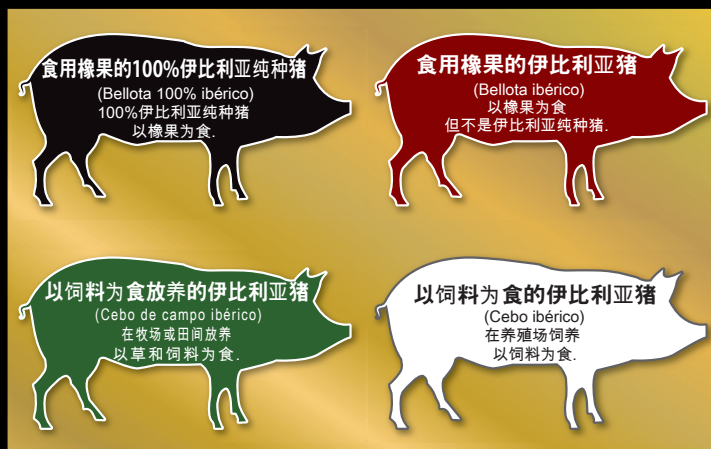 食用橡果的100%伊比利亚纯种猪
(Bellota 100% ibérico)
100%伊比利亚纯种猪
以橡果为食.
食用橡果的伊比利亚猪
(Bellota ibérico)
以橡果为食
但不是伊比利亚纯种猪.
以饲料为食放养的伊比利亚猪
(Cebo de campo ibérico)
在牧场或田间放养
以草和饲料为食.
以饲料为食的伊比利亚猪
(Cebo ibérico)
在养殖场饲养
以饲料为食.